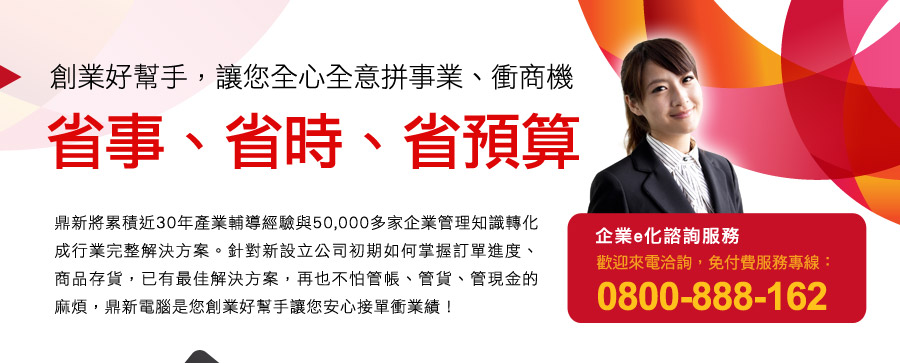 創業好幫手，讓您全心全意拼事業、衝商機
省事、省時、省預算
鼎新將累積近30年產業輔導經驗與50,000多家企業管理知識轉化
成行業完整解決方案。針對新設立公司初期如何掌握訂單進度、
商品存貨，已有最佳解決方案，再也不怕管帳、管貨、管現金的
麻煩，鼎新電腦是您創業好幫手讓您安心接單衝業績！
企業e化諮詢服務
歡迎來電洽詢，免付費服務專線：
0800-888-162